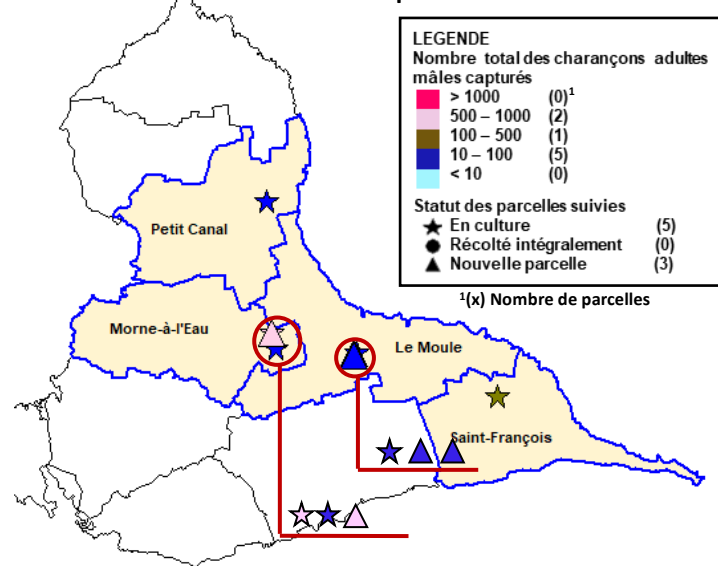 LEGENDE
Nombre total des charançons adultes
mâles capturés
> 1000 (0)¹
500 – 1000 (2)
100 – 500 (1)
10 – 100 (5)
< 10 (0)
Statut des parcelles suivies
En culture (5)
Récolté intégralement (0)
Nouvelle parcelle (3)
¹(x) Nombre de parcelles
Petit Canal
Morne-à-l'Eau
Le Moule
Saint-François